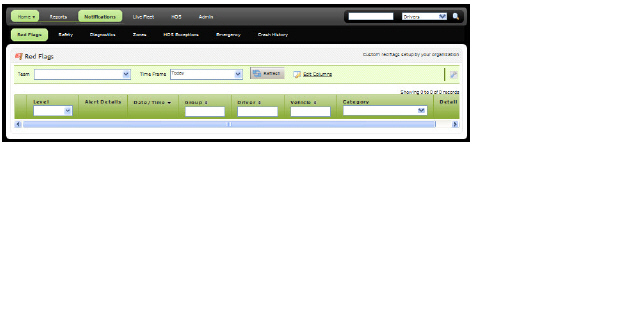 Home Reports Notifications Live Fleet HOS Admin Drivers
Red Flags Safety Diagnostics Zones HOS Exceptions Emergency Crash History
Red Flags Custom red flags setup by your organization
Team Time Frame Today Refresh Edit Columns
Showing 0 to 0 of 0 records
Level Alert Details Date / Time Group Driver Vehicle Category Detail